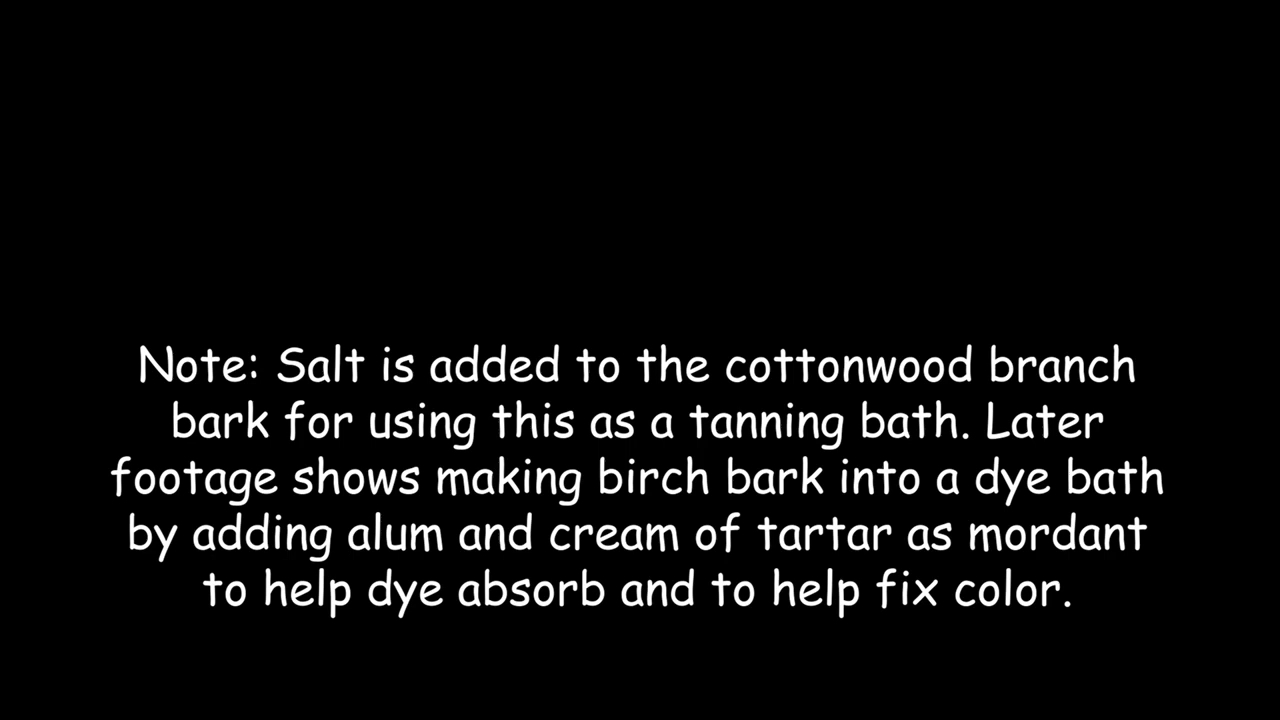 Note: Salt is added to the cottonwood branch
bark for using this as a tanning bath. Later
footage shows making birch bark into a dye bath
by adding alum and cream of tartar as mordant
to help dye absorb and to help fix color.